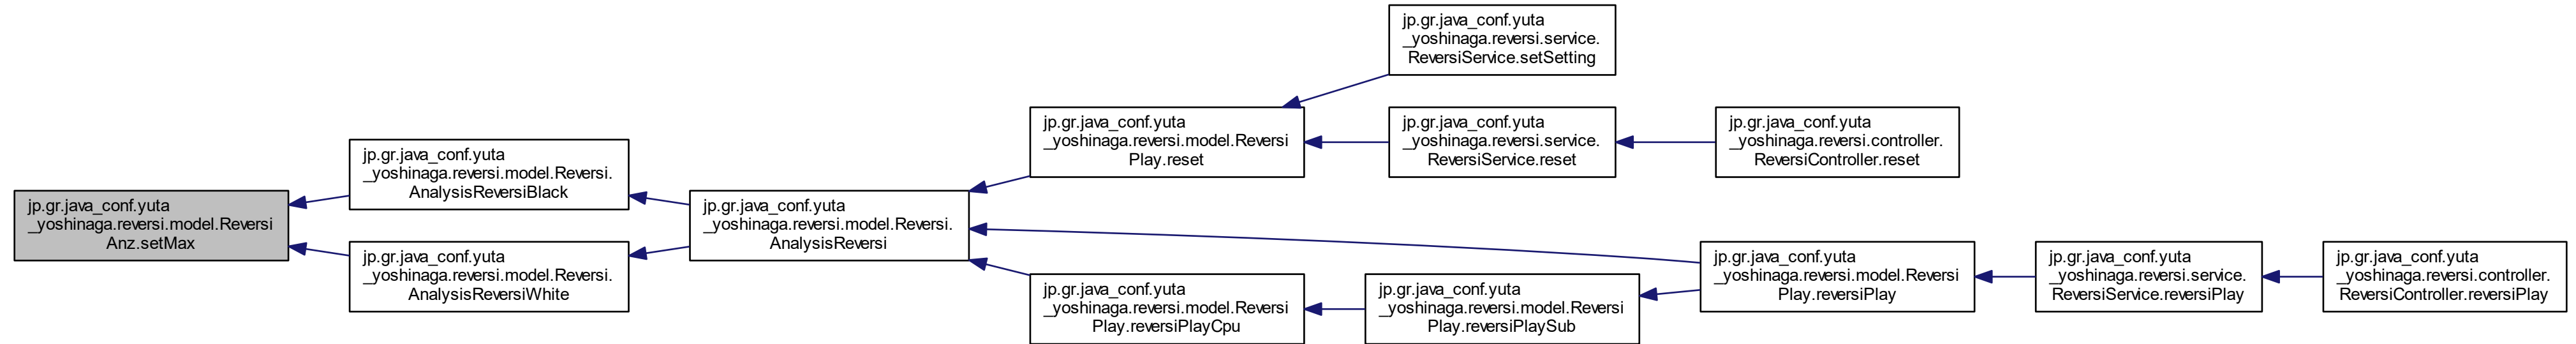 jp.gr.java_conf.yuta
_yoshinaga.reversi.model.Reversi
Anz.setMax
jp.gr.java_conf.yuta
_yoshinaga.reversi.model.Reversi.
AnalysisReversiBlack
jp.gr.java_conf.yuta
_yoshinaga.reversi.model.Reversi.
AnalysisReversiWhite
jp.gr.java_conf.yuta
_yoshinaga.reversi.model.Reversi.
AnalysisReversi
jp.gr.java_conf.yuta
_yoshinaga.reversi.model.Reversi
Play.reset
jp.gr.java_conf.yuta
_yoshinaga.reversi.service.
ReversiService.setSetting
jp.gr.java_conf.yuta
_yoshinaga.reversi.service.
ReversiService.reset
jp.gr.java_conf.yuta
_yoshinaga.reversi.controller.
ReversiController.reset
jp.gr.java_conf.yuta
_yoshinaga.reversi.model.Reversi
Play.reversiPlayCpu
jp.gr.java_conf.yuta
_yoshinaga.reversi.model.Reversi
Play.reversiPlaySub
jp.gr.java_conf.yuta
_yoshinaga.reversi.model.Reversi
Play.reversiPlay
jp.gr.java_conf.yuta
_yoshinaga.reversi.service.
ReversiService.reversiPlay
jp.gr.java_conf.yuta
_yoshinaga.reversi.controller.
ReversiController.reversiPlay